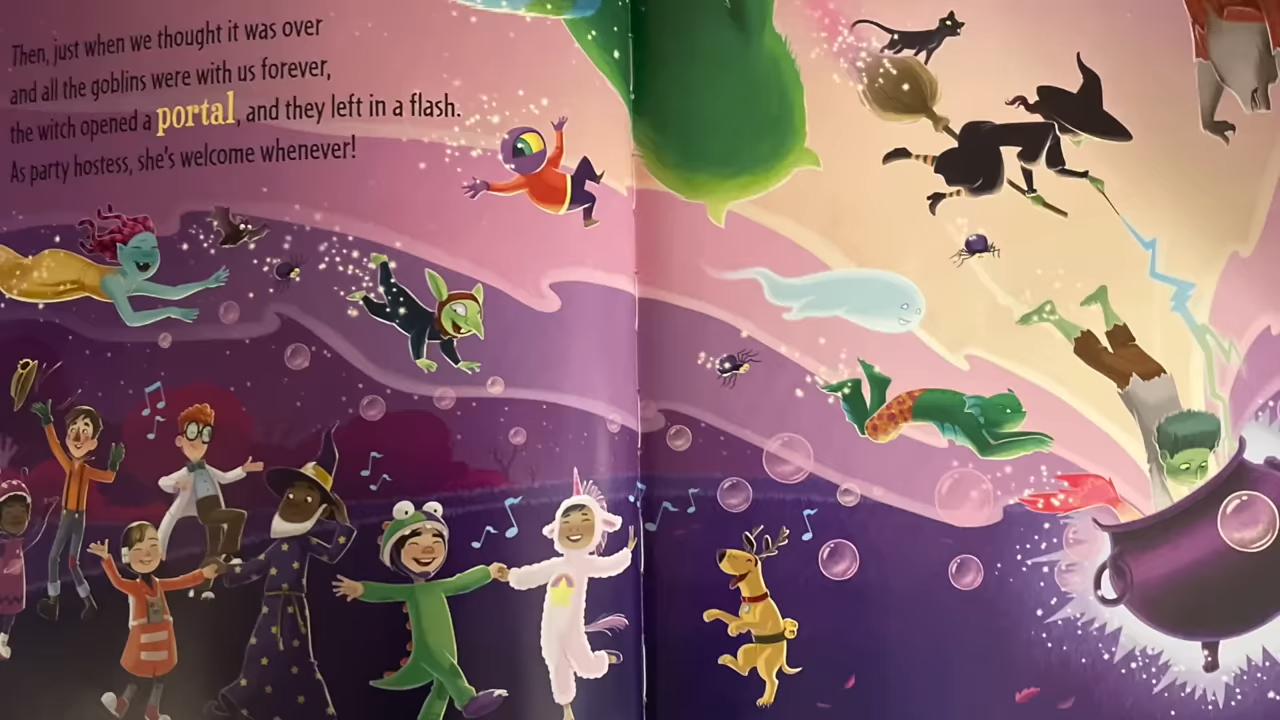 Then, just when we thought it was over
and all the goblins were with us forever,
the witch opened a portal, and they left in a flash.
As party hostess, she's welcome whenever!